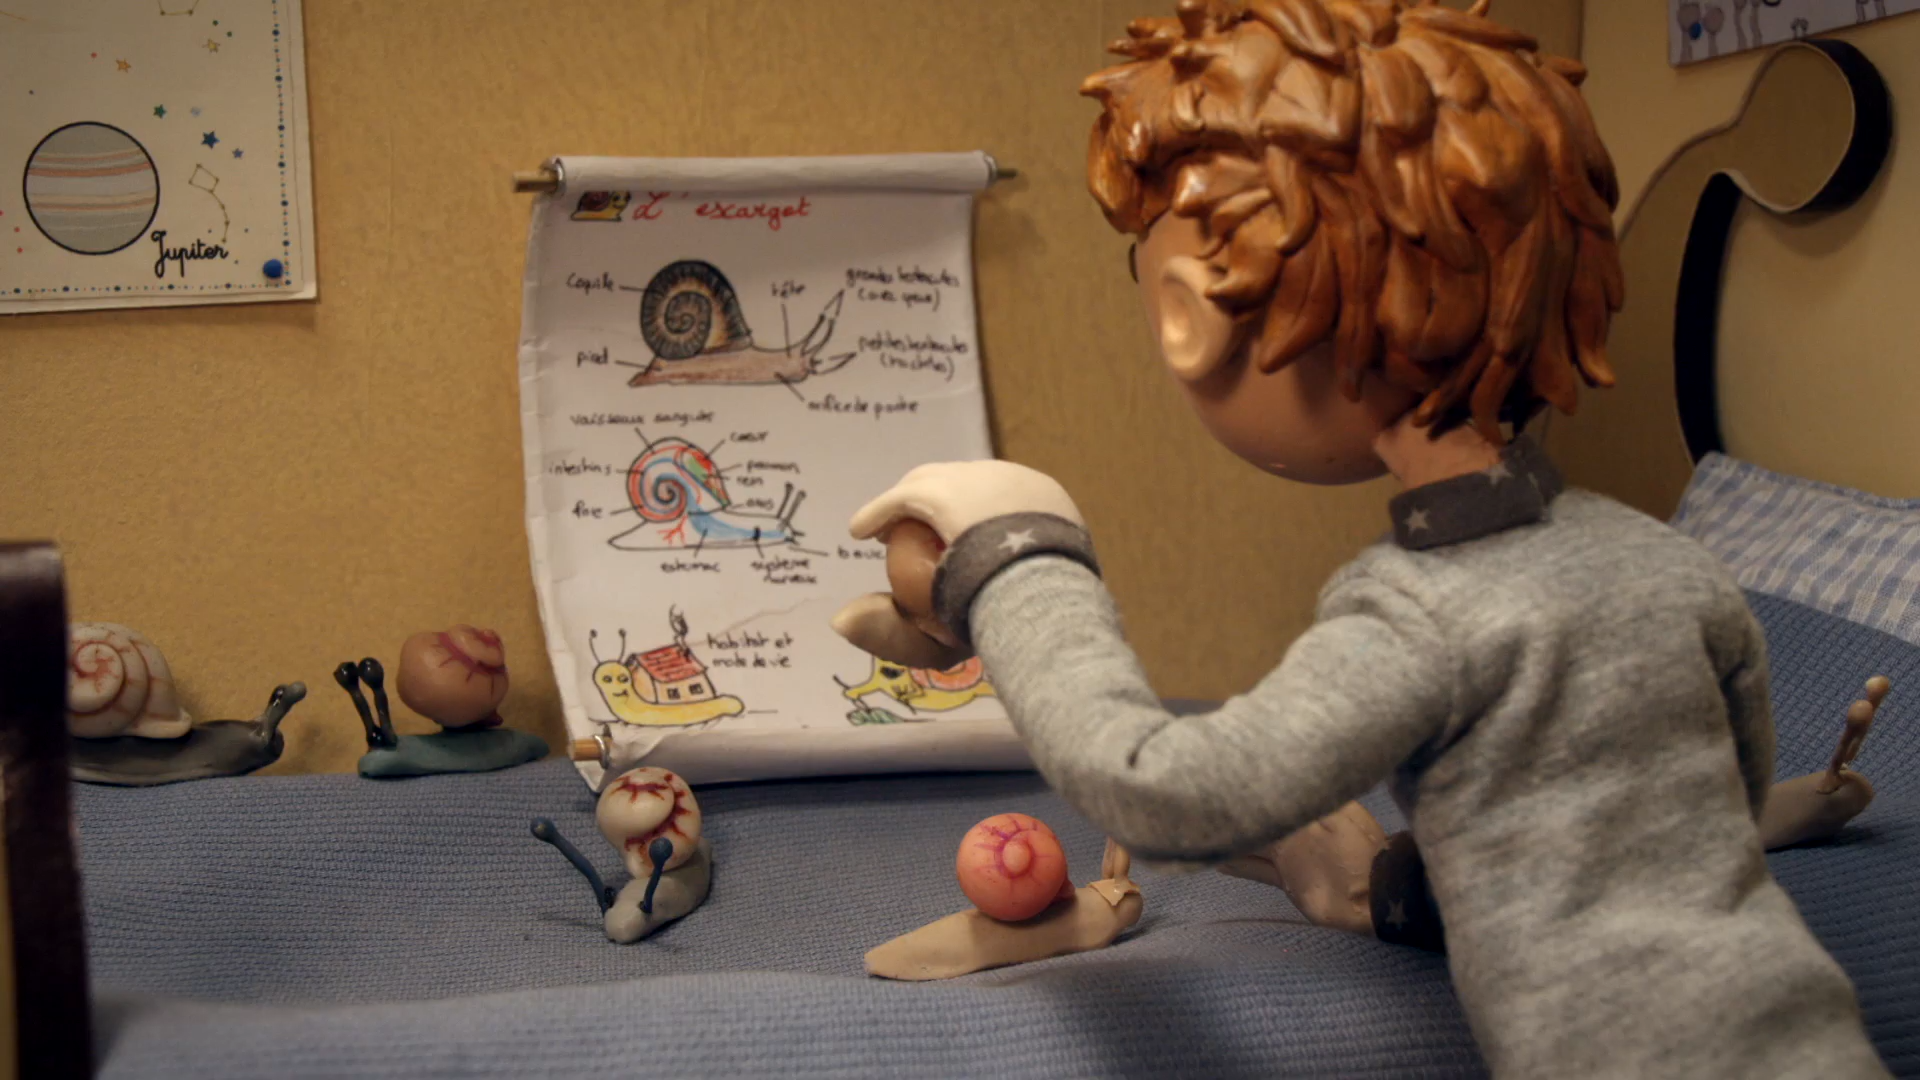 Jupiter
L'escargot
Coquille
tête
grandes tentacules
(avec yeux)
pied
petites tentacules
orifice de ponte
vaisseaux sanguins
coeur
intestins
poumon
rein
anus
foie
estomac
système
nerveux
habitat et
mode de vie